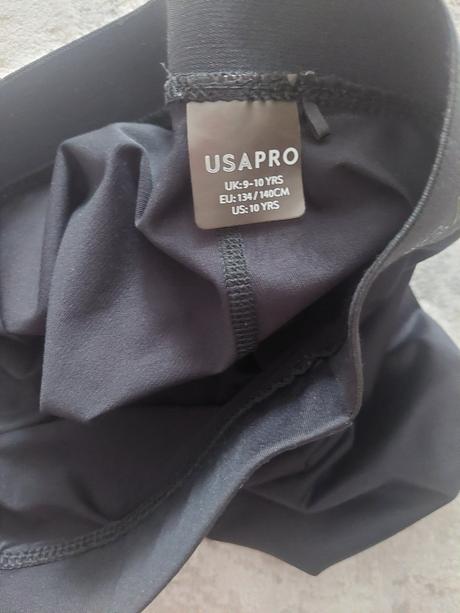 USAPRO
UK: 9-10 YRS
EU: 134/140CM
US: 10 YRS